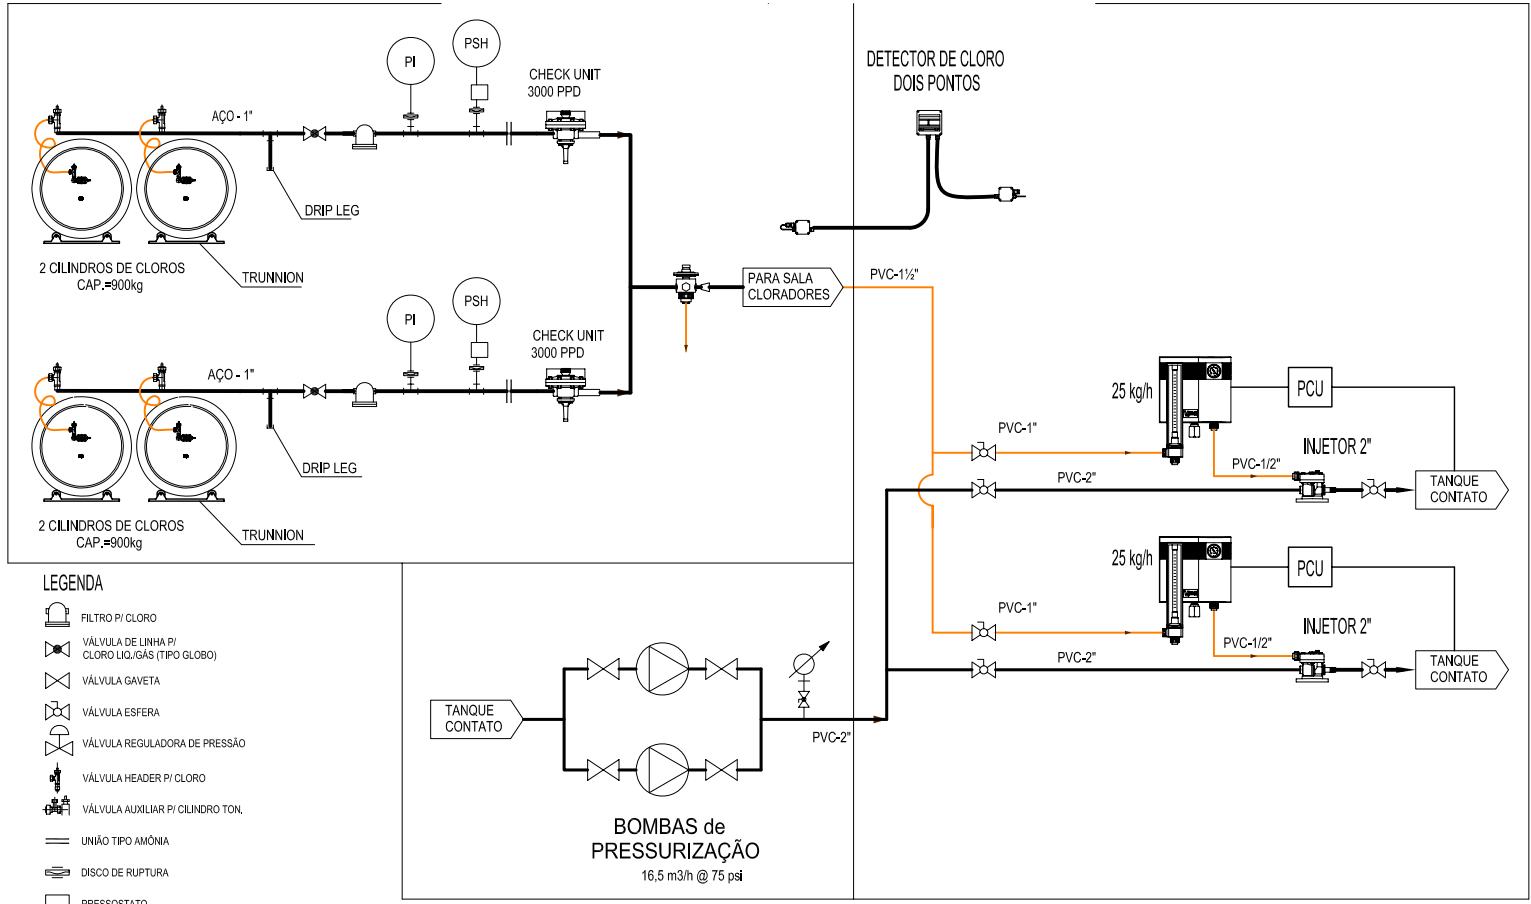 PI
PSH
CHECK UNIT
3000 PPD
AÇO - 1"
DRIP LEG
TRUNNION
2 CILINDROS DE CLOROS
CAP.=900kg
PI
PSH
CHECK UNIT
3000 PPD
AÇO - 1"
DRIP LEG
TRUNNION
2 CILINDROS DE CLOROS
CAP.=900kg
PARA SALA
CLORADORES
DETECTOR DE CLORO
DOIS PONTOS
PVC-1½"
25 kg/h
PCU
PVC-1"
INJETOR 2"
PVC-1/2"
PVC-2"
TANQUE
CONTATO
25 kg/h
PCU
PVC-1"
INJETOR 2"
PVC-1/2"
PVC-2"
TANQUE
CONTATO
LEGENDA
FILTRO P/ CLORO
VÁLVULA DE LINHA P/
CLORO LIQ./GÁS (TIPO GLOBO)
VÁLVULA GAVETA
VÁLVULA ESFERA
VÁLVULA REGULADORA DE PRESSÃO
VÁLVULA HEADER P/ CLORO
VÁLVULA AUXILIAR P/ CILINDRO TON.
UNIÃO TIPO AMÔNIA
DISCO DE RUPTURA
PRESSOSTATO
TANQUE
CONTATO
PVC-2"
BOMBAS de
PRESSURIZAÇÃO
16,5 m3/h @ 75 psi